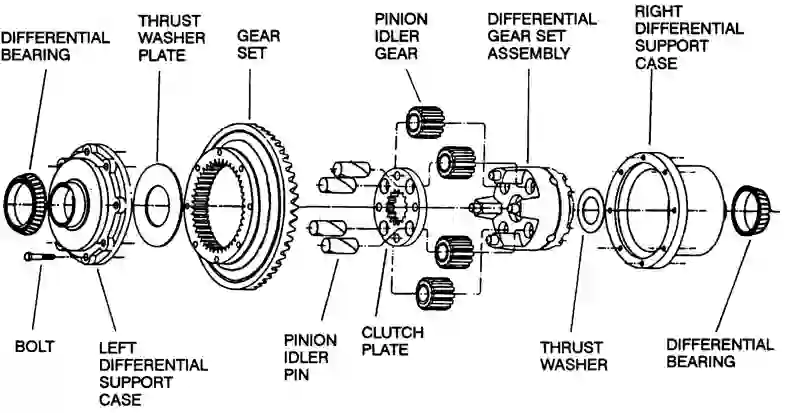 DIFFERENTIAL
BEARING
THRUST
WASHER
PLATE
GEAR
SET
PINION
IDLER
GEAR
DIFFERENTIAL
GEAR SET
ASSEMBLY
RIGHT
DIFFERENTIAL
SUPPORT
CASE
BOLT
LEFT
DIFFERENTIAL
SUPPORT
CASE
PINION
IDLER
PIN
CLUTCH
PLATE
THRUST
WASHER
DIFFERENTIAL
BEARING